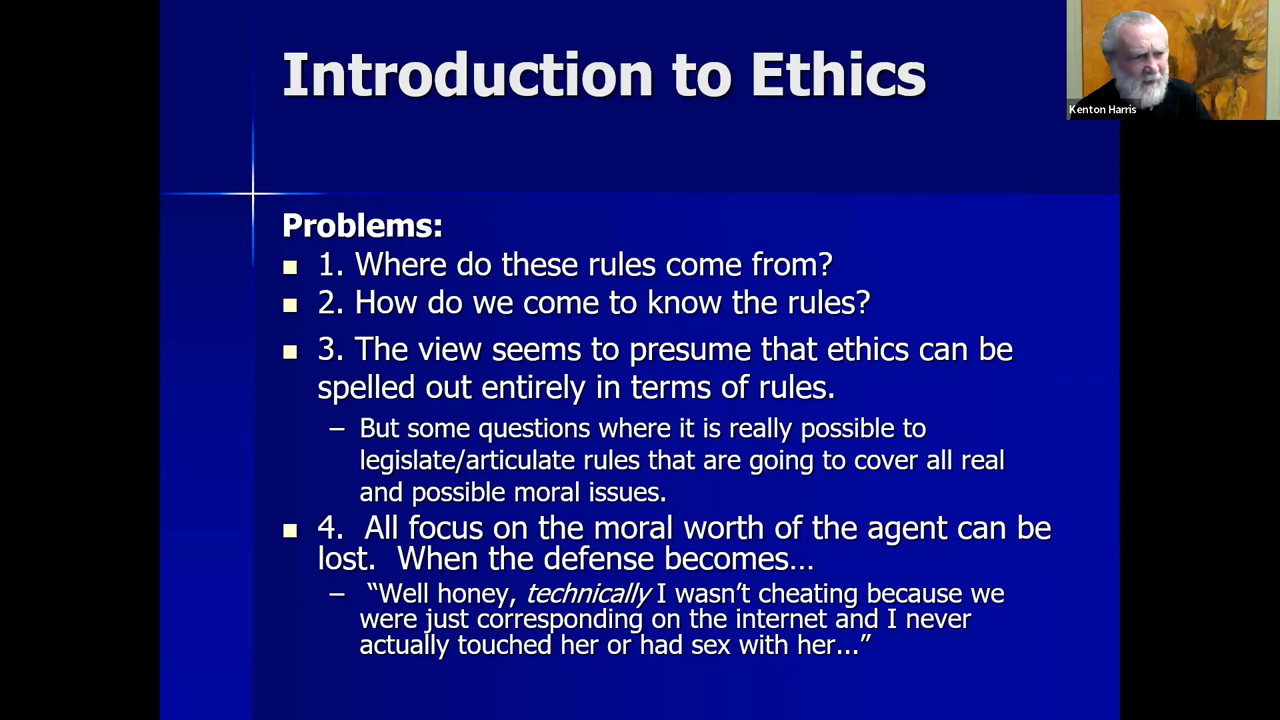 Introduction to Ethics
Kenton Harris
Problems:
1. Where do these rules come from?
2. How do we come to know the rules?
3. The view seems to presume that ethics can be
spelled out entirely in terms of rules.
– But some questions where it is really possible to
legislate/articulate rules that are going to cover all real
and possible moral issues.
4. All focus on the moral worth of the agent can be
lost. When the defense becomes…
– “Well honey, technically I wasn’t cheating because we
were just corresponding on the internet and I never
actually touched her or had sex with her...”